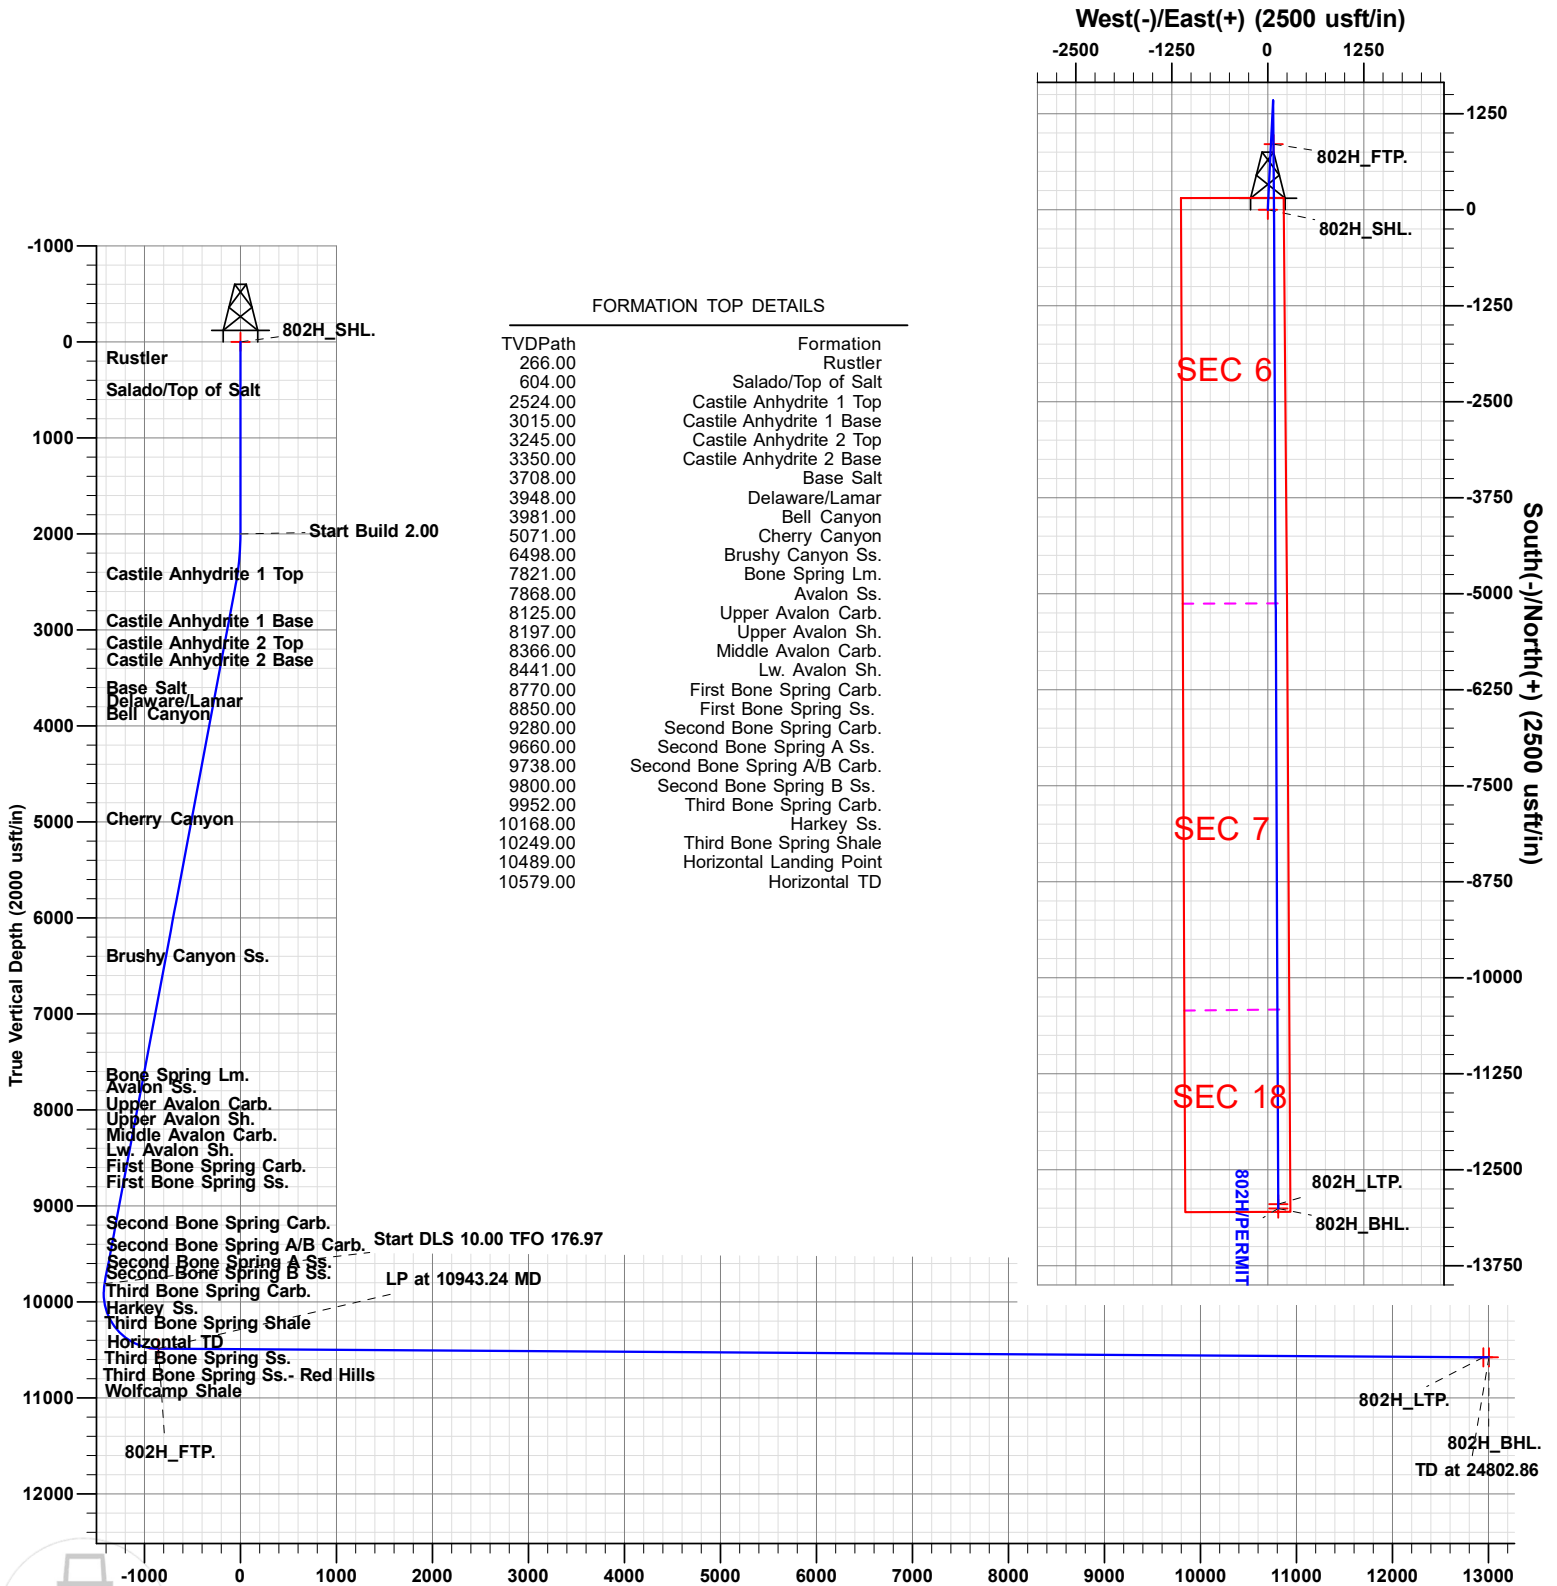 West(-)/East(+) (2500 usft/in)
-2500 -1250 0 1250
1250
0
-1250
-2500
-3750
-5000
-6250
-7500
-8750
-10000
-11250
-12500
-13750
South(-)/North(+) (2500 usft/in)
802H_FTP.
802H_SHL.
SEC 6
SEC 7
SEC 18
802H_LTP.
802H_BHL.
802H/PERMIT
FORMATION TOP DETAILS
TVDPath Formation
266.00 Rustler
604.00 Salado/Top of Salt
2524.00 Castile Anhydrite 1 Top
3015.00 Castile Anhydrite 1 Base
3245.00 Castile Anhydrite 2 Top
3350.00 Castile Anhydrite 2 Base
3708.00 Base Salt
3948.00 Delaware/Lamar
3981.00 Bell Canyon
5071.00 Cherry Canyon
6498.00 Brushy Canyon Ss.
7821.00 Bone Spring Lm.
7868.00 Avalon Ss.
8125.00 Upper Avalon Carb.
8197.00 Upper Avalon Sh.
8366.00 Middle Avalon Carb.
8441.00 Lw. Avalon Sh.
8770.00 First Bone Spring Carb.
8850.00 First Bone Spring Ss.
9280.00 Second Bone Spring Carb.
9660.00 Second Bone Spring A Ss.
9738.00 Second Bone Spring A/B Carb.
9800.00 Second Bone Spring B Ss.
9952.00 Third Bone Spring Carb.
10168.00 Harkey Ss.
10249.00 Third Bone Spring Shale
10489.00 Horizontal Landing Point
10579.00 Horizontal TD
True Vertical Depth (2000 usft/in)
-1000
0
1000
2000
3000
4000
5000
6000
7000
8000
9000
10000
11000
12000
802H_SHL.
Rustler
Salado/Top of Salt
Start Build 2.00
Castile Anhydrite 1 Top
Castile Anhydrite 1 Base
Castile Anhydrite 2 Top
Castile Anhydrite 2 Base
Base Salt
Delaware/Lamar
Bell Canyon
Cherry Canyon
Brushy Canyon Ss.
Bone Spring Lm.
Avalon Ss.
Upper Avalon Carb.
Upper Avalon Sh.
Middle Avalon Carb.
Lw. Avalon Sh.
First Bone Spring Carb.
First Bone Spring Ss.
Second Bone Spring Carb.
Start DLS 10.00 TFO 176.97
Second Bone Spring A/B Carb.
Second Bone Spring A Ss.
Second Bone Spring B Ss.
LP at 10943.24 MD
Third Bone Spring Carb.
Harkey Ss.
Third Bone Spring Shale
Horizontal TD
Third Bone Spring Ss.
Third Bone Spring Ss.- Red Hills
Wolfcamp Shale
802H_FTP.
802H_LTP.
802H_BHL.
TD at 24802.86
-1000 0 1000 2000 3000 4000 5000 6000 7000 8000 9000 10000 11000 12000 13000